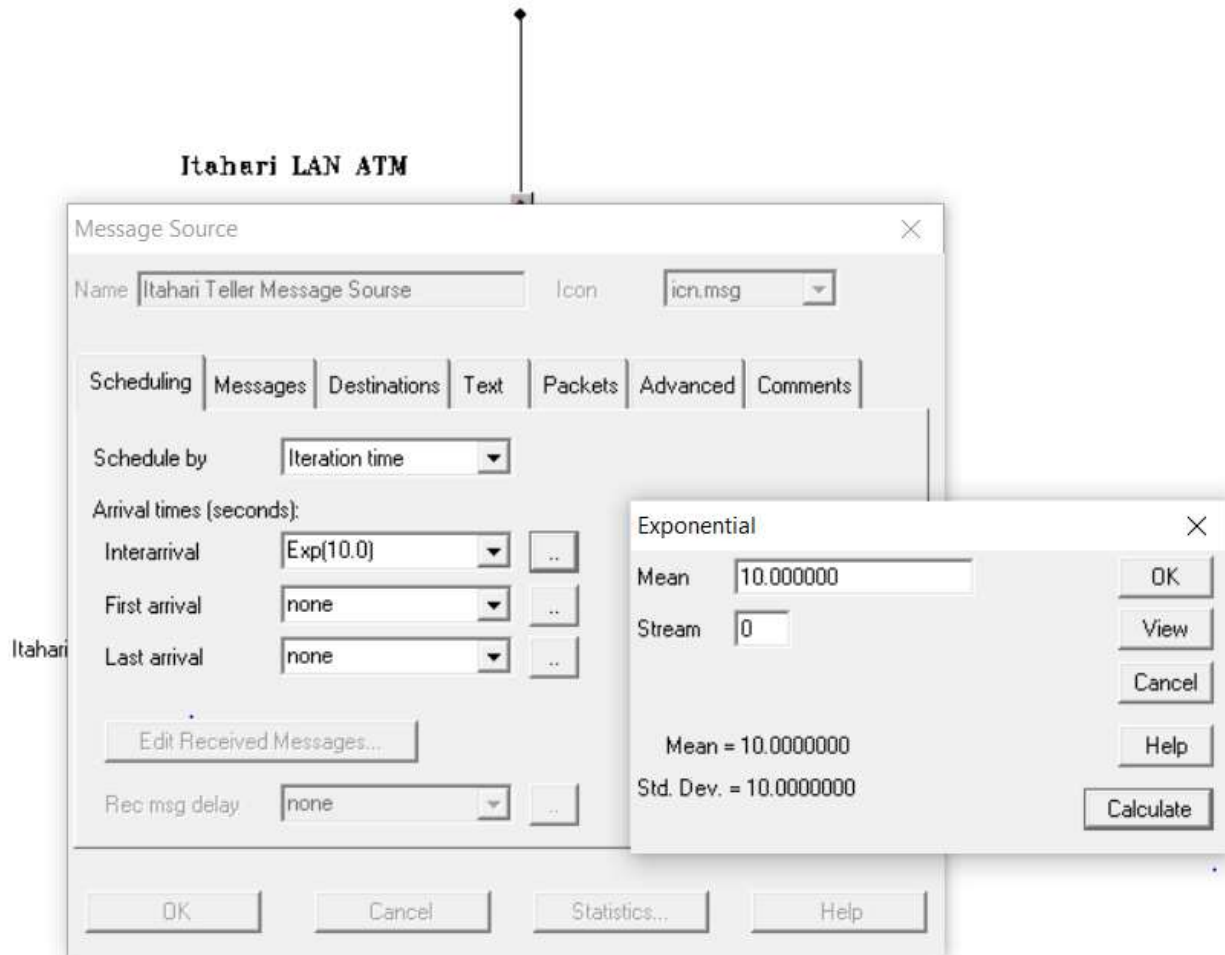 Itahari LAN ATM
Message Source
Name Itahari Teller Message Sourse Icon icn.msg
Scheduling Messages Destinations Text Packets Advanced Comments
Schedule by Iteration time
Arrival times (seconds):
Interarrival Exp(10.0) ..
First arrival none ..
Last arrival none ..
Itahari
Edit Received Messages...
Rec msg delay none ..
OK Cancel Statistics... Help
Exponential
Mean 10.000000 OK
Stream 0 View
Cancel
Mean = 10.0000000 Help
Std. Dev. = 10.0000000
Calculate